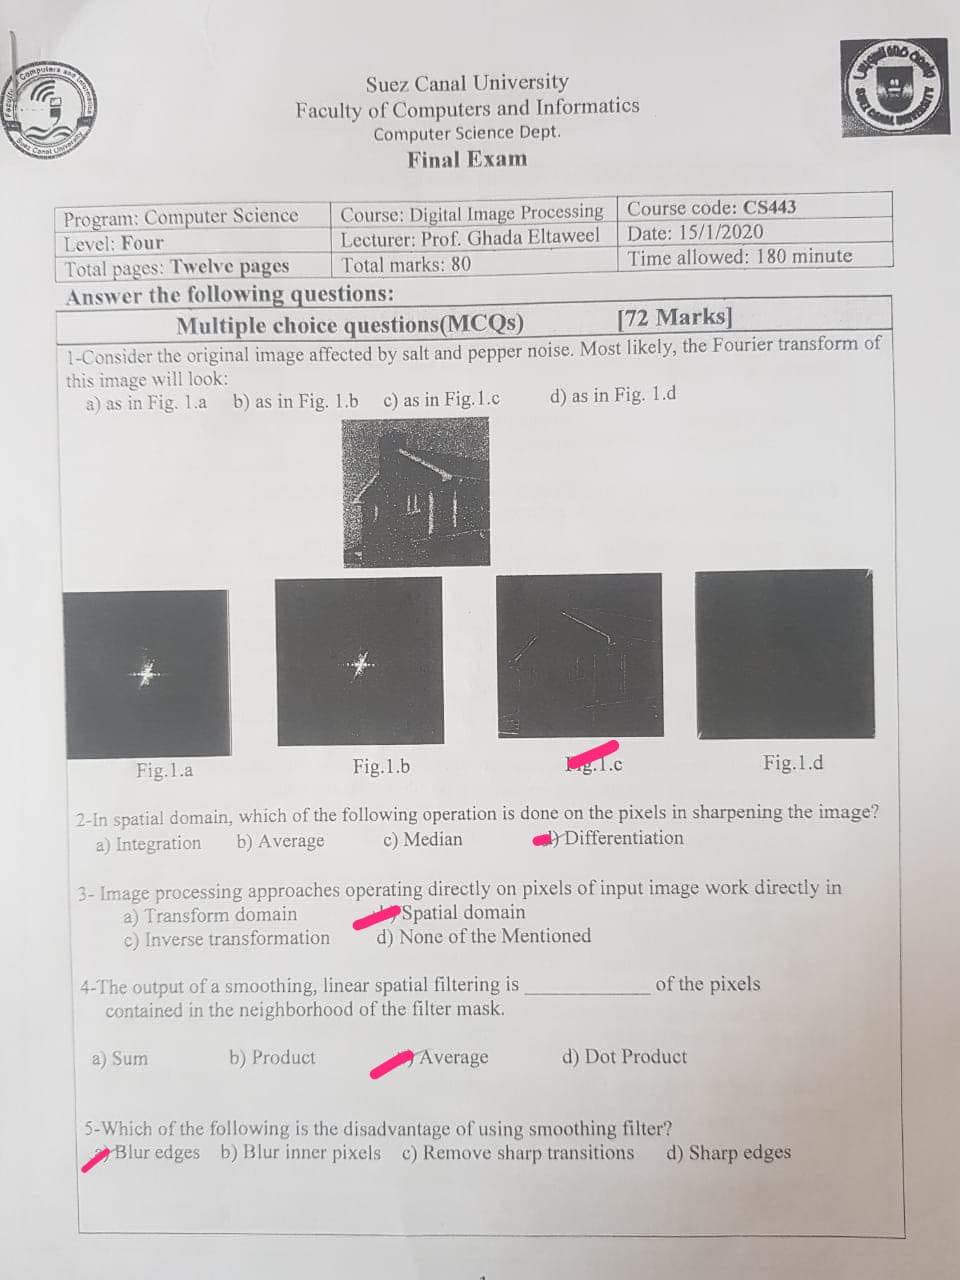 Suez Canal University
Faculty of Computers and Informatics
Computer Science Dept.
Final Exam
Program: Computer Science Course: Digital Image Processing Course code: CS443
Level: Four Lecturer: Prof. Ghada Eltaweel Date: 15/1/2020
Total pages: Twelve pages Total marks: 80 Time allowed: 180 minute
Answer the following questions:
Multiple choice questions(MCQs) [72 Marks]
1-Consider the original image affected by salt and pepper noise. Most likely, the Fourier transform of
this image will look:
a) as in Fig. 1.a b) as in Fig. 1.b c) as in Fig.1.c d) as in Fig. 1.d
Fig.1.a Fig.1.b Fig.1.c Fig.1.d
2-In spatial domain, which of the following operation is done on the pixels in sharpening the image?
a) Integration b) Average c) Median d) Differentiation
3- Image processing approaches operating directly on pixels of input image work directly in
a) Transform domain b) Spatial domain
c) Inverse transformation d) None of the Mentioned
4-The output of a smoothing, linear spatial filtering is ____________ of the pixels
contained in the neighborhood of the filter mask.
a) Sum b) Product ) Average d) Dot Product
5-Which of the following is the disadvantage of using smoothing filter?
a) Blur edges b) Blur inner pixels c) Remove sharp transitions d) Sharp edges